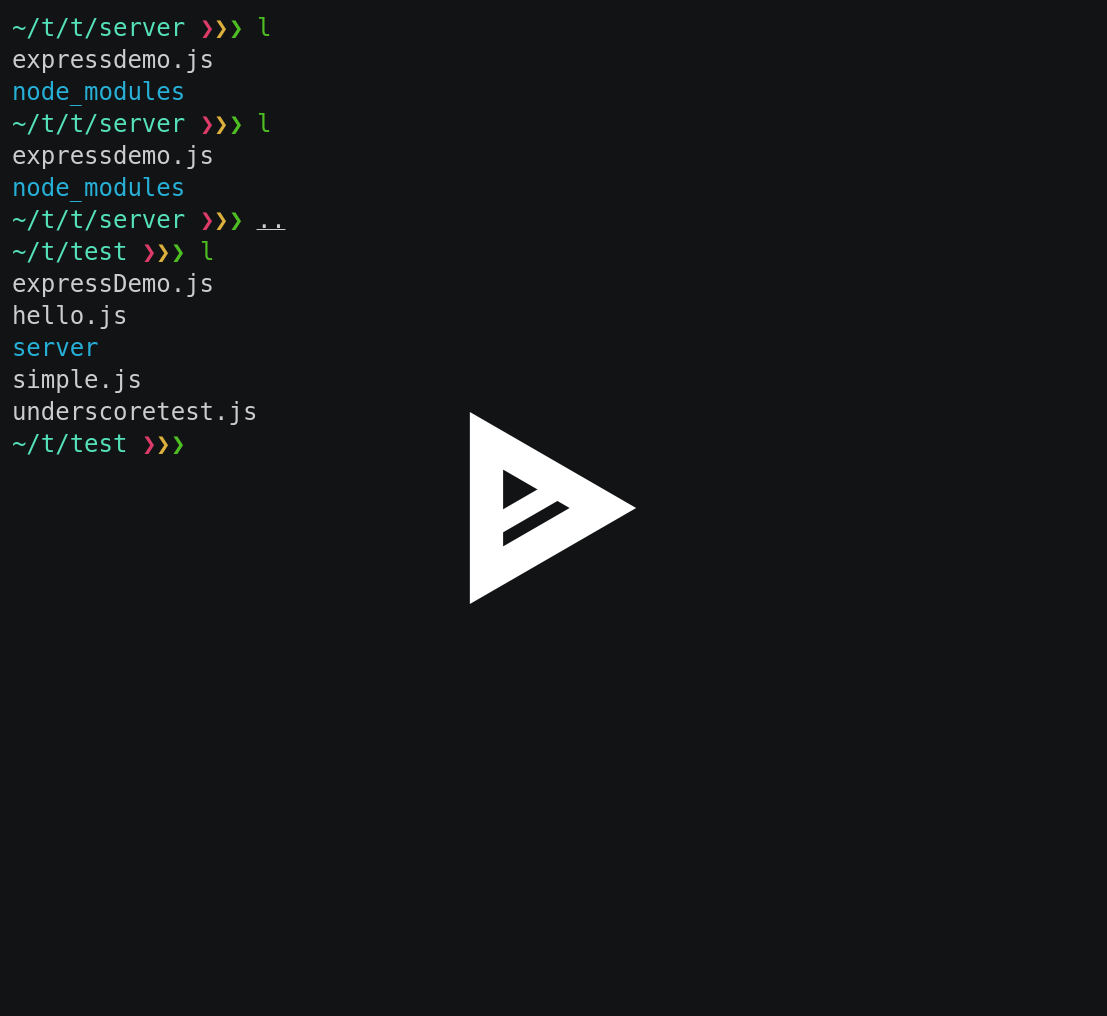 ~/t/t/server ❯❯❯ l
expressdemo.js
node_modules
~/t/t/server ❯❯❯ l
expressdemo.js
node_modules
~/t/t/server ❯❯❯ ..
~/t/test ❯❯❯ l
expressDemo.js
hello.js
server
simple.js
underscoretest.js
~/t/test ❯❯❯